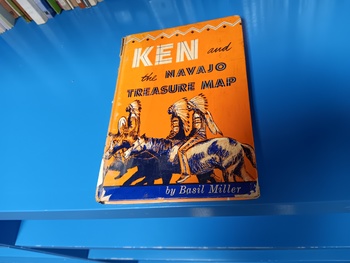 KEN and
the NAVAJO
TREASURE MAP
by Basil Miller